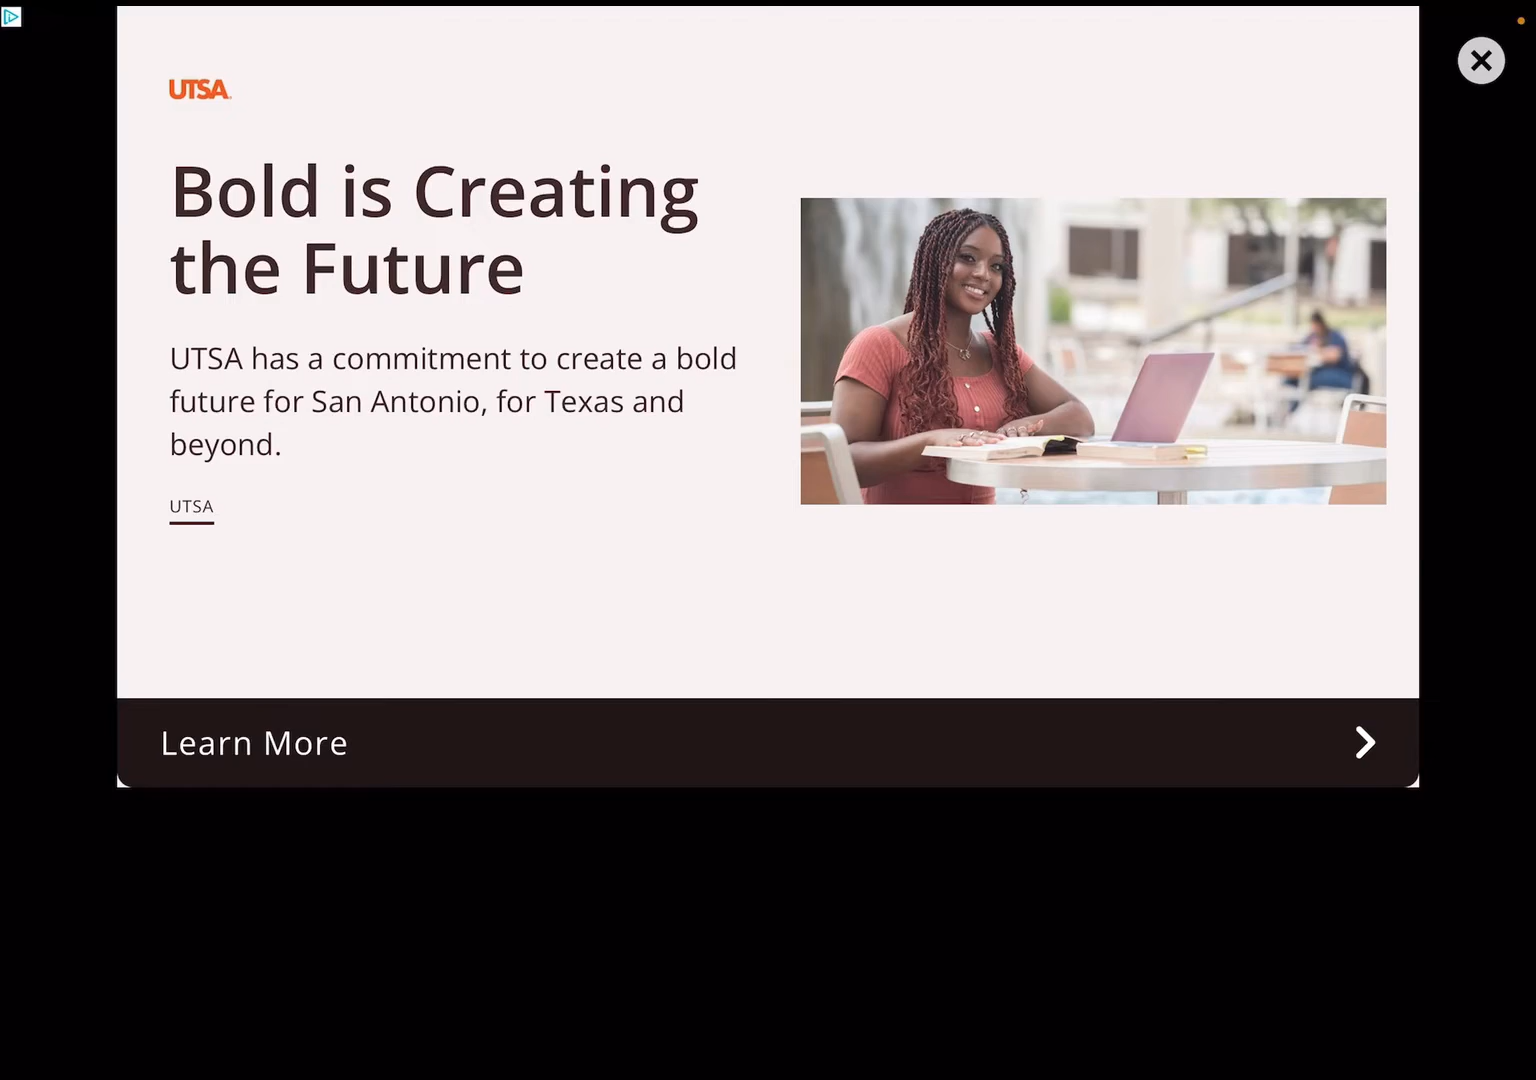 UTSA
Bold is Creating
the Future
UTSA has a commitment to create a bold
future for San Antonio, for Texas and
beyond.
UTSA
Learn More